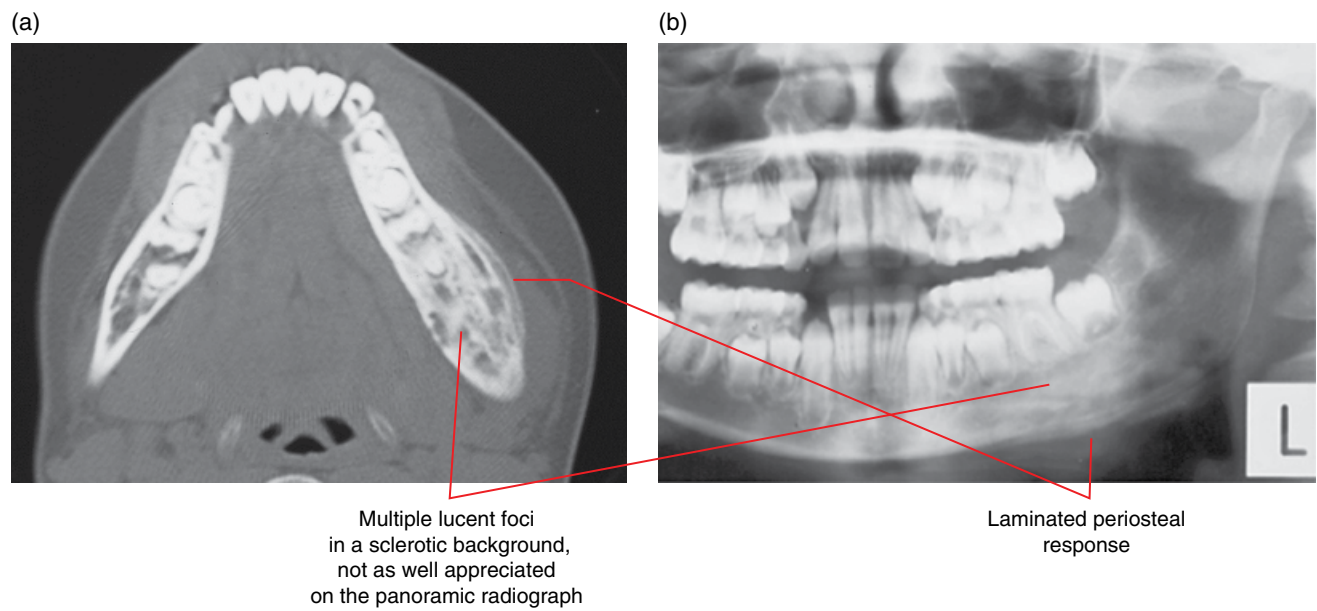 (a)
(b)
L
Multiple lucent foci
in a sclerotic background,
not as well appreciated
on the panoramic radiograph
Laminated periosteal
response